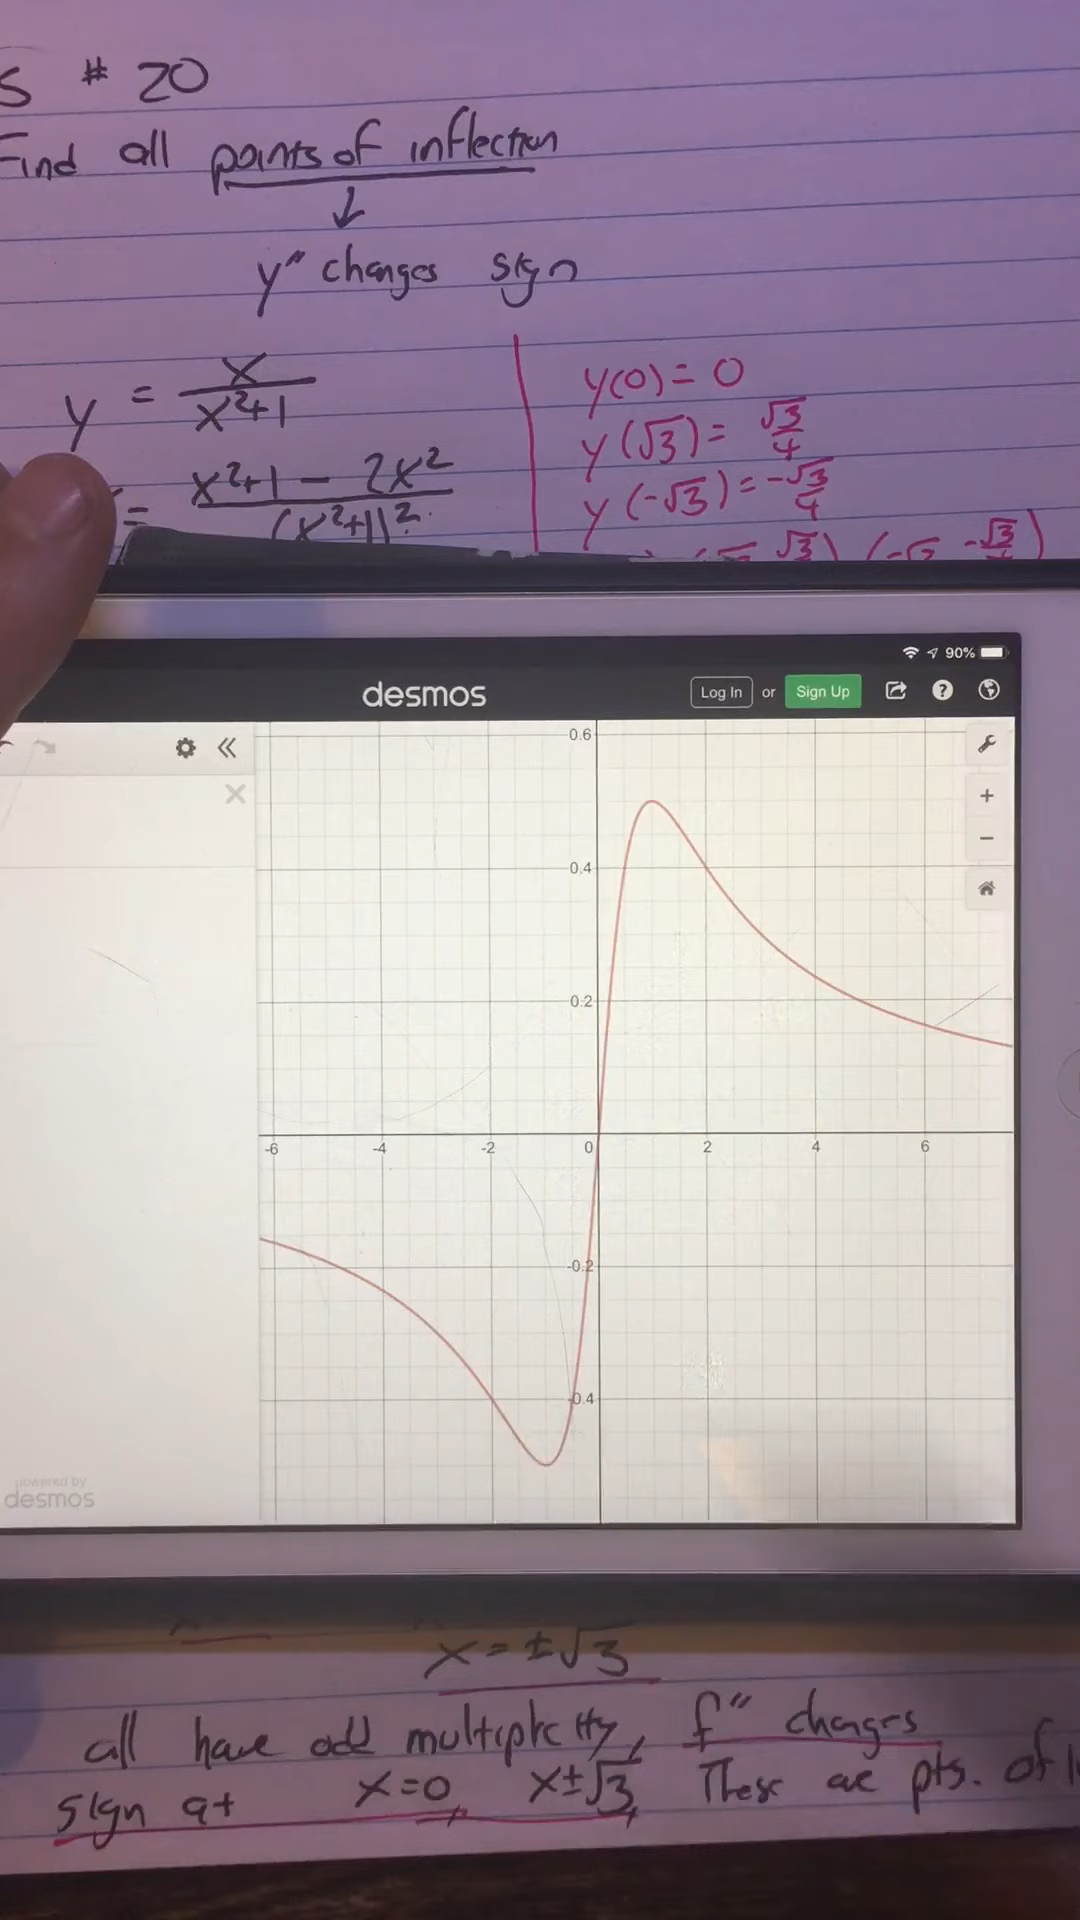 S # 20
Find all points of inflection
↓
y″ changes sign
y = x/(x²+1)
= (x²+1 − 2x²)/(x²+1)²
y(0) = 0
y(√3) = √3/4
y(-√3) = -√3/4
90%
desmos
Log In or Sign Up
0.6
0.4
0.2
-6 -4 -2 0 2 4 6
-0.2
-0.4
powered by
desmos
x = ±√3
all have odd multiplicity, f″ changes
sign at x=0, x±√3, These are pts. of